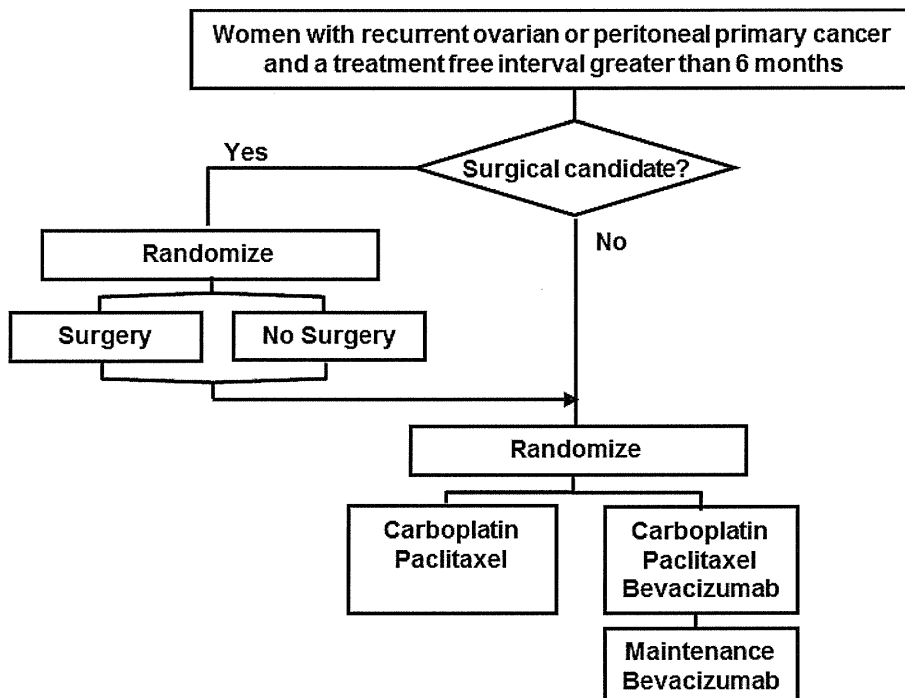 Women with recurrent ovarian or peritoneal primary cancer
and a treatment free interval greater than 6 months
Surgical candidate?
Yes
No
Randomize
Surgery
No Surgery
Randomize
Carboplatin
Paclitaxel
Carboplatin
Paclitaxel
Bevacizumab
Maintenance
Bevacizumab